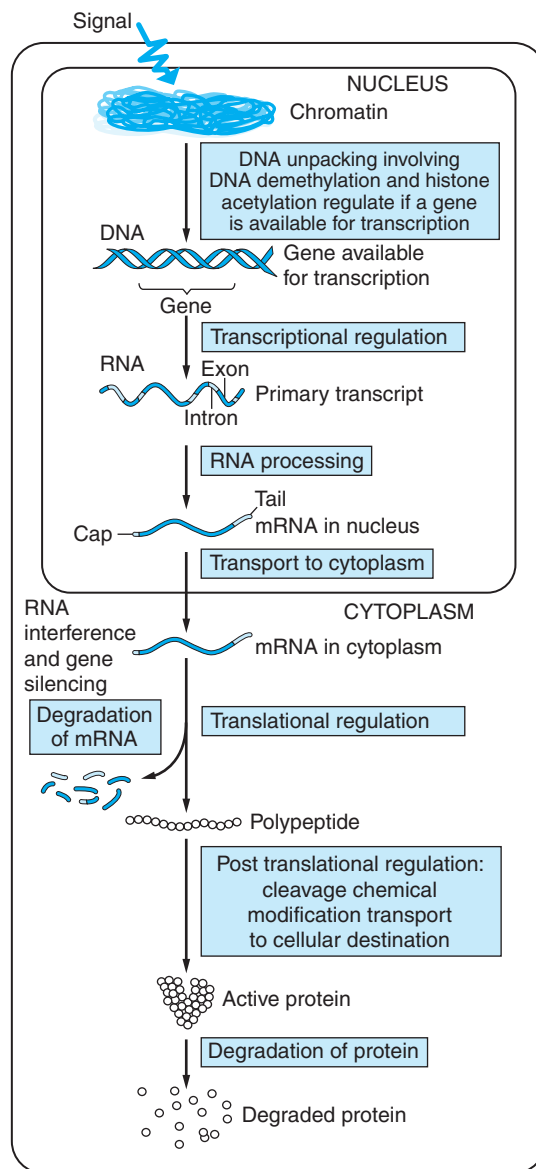 Signal
NUCLEUS
Chromatin
DNA unpacking involving
DNA demethylation and histone
acetylation regulate if a gene
is available for transcription
DNA
Gene available
for transcription
Gene
Transcriptional regulation
RNA
Exon
Primary transcript
Intron
RNA processing
Tail
mRNA in nucleus
Cap
Transport to cytoplasm
CYTOPLASM
RNA
interference
and gene
silencing
mRNA in cytoplasm
Degradation
of mRNA
Translational regulation
Polypeptide
Post translational regulation:
cleavage chemical
modification transport
to cellular destination
Active protein
Degradation of protein
Degraded protein